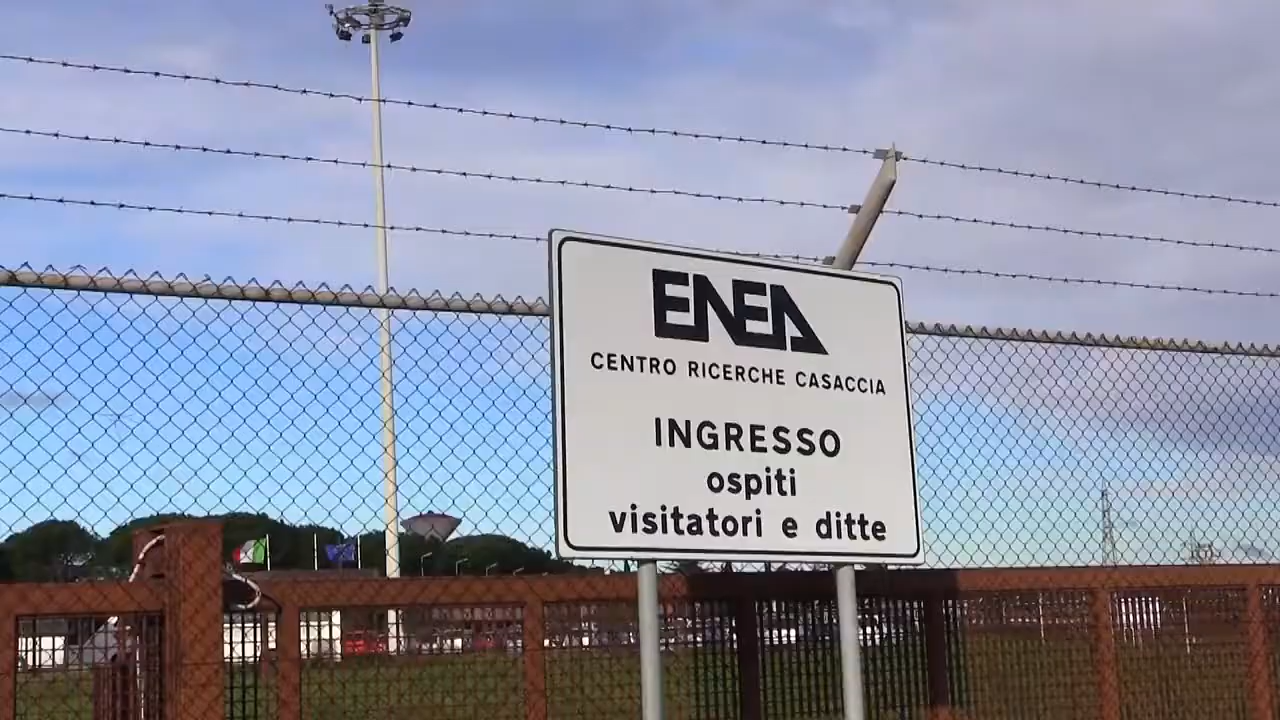 ENEA
CENTRO RICERCHE CASACCIA
INGRESSO
ospiti
visitatori e ditte